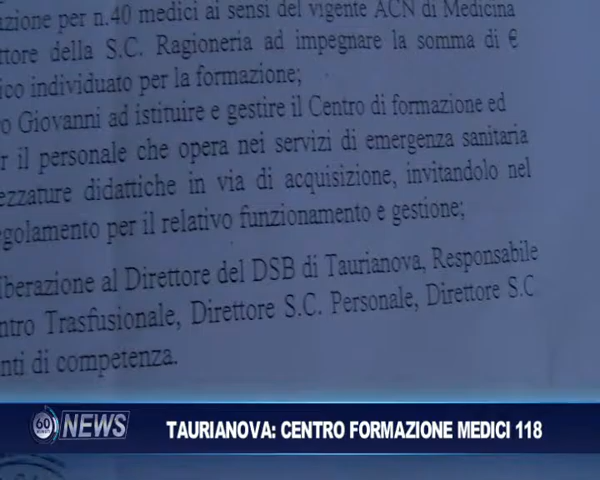 azione per n.40 medici ai sensi del vigente ACN di Medicina
ttore della S.C. Ragioneria ad impegnare la somma di €
ico individuato per la formazione;
o Giovanni ad istituire e gestire il Centro di formazione ed
r il personale che opera nei servizi di emergenza sanitaria
ezzature didattiche in via di acquisizione, invitandolo nel
egolamento per il relativo funzionamento e gestione;
iberazione al Direttore del DSB di Taurianova, Responsabile
ntro Trasfusionale, Direttore S.C. Personale, Direttore S.C
nti di competenza.
60 NEWS TAURIANOVA: CENTRO FORMAZIONE MEDICI 118